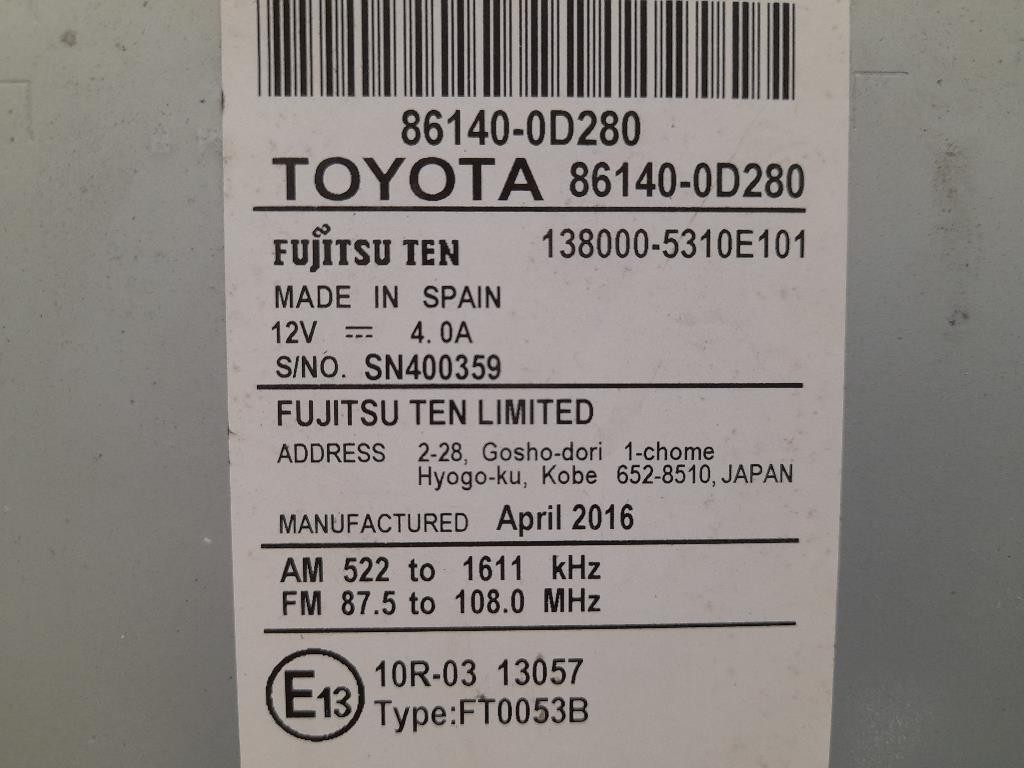 86140-0D280
TOYOTA 86140-0D280
FUJITSU TEN 138000-5310E101
MADE IN SPAIN
12V ⎓ 4.0A
S/NO. SN400359
FUJITSU TEN LIMITED
ADDRESS 2-28, Gosho-dori 1-chome
Hyogo-ku, Kobe 652-8510, JAPAN
MANUFACTURED April 2016
AM 522 to 1611 kHz
FM 87.5 to 108.0 MHz
E13 10R-03 13057
Type:FT0053B